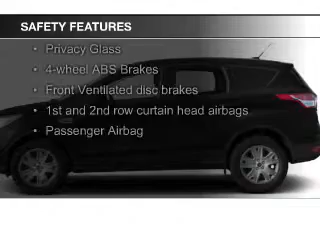 SAFETY FEATURES
• Privacy Glass
• 4-wheel ABS Brakes
• Front Ventilated disc brakes
• 1st and 2nd row curtain head airbags
• Passenger Airbag